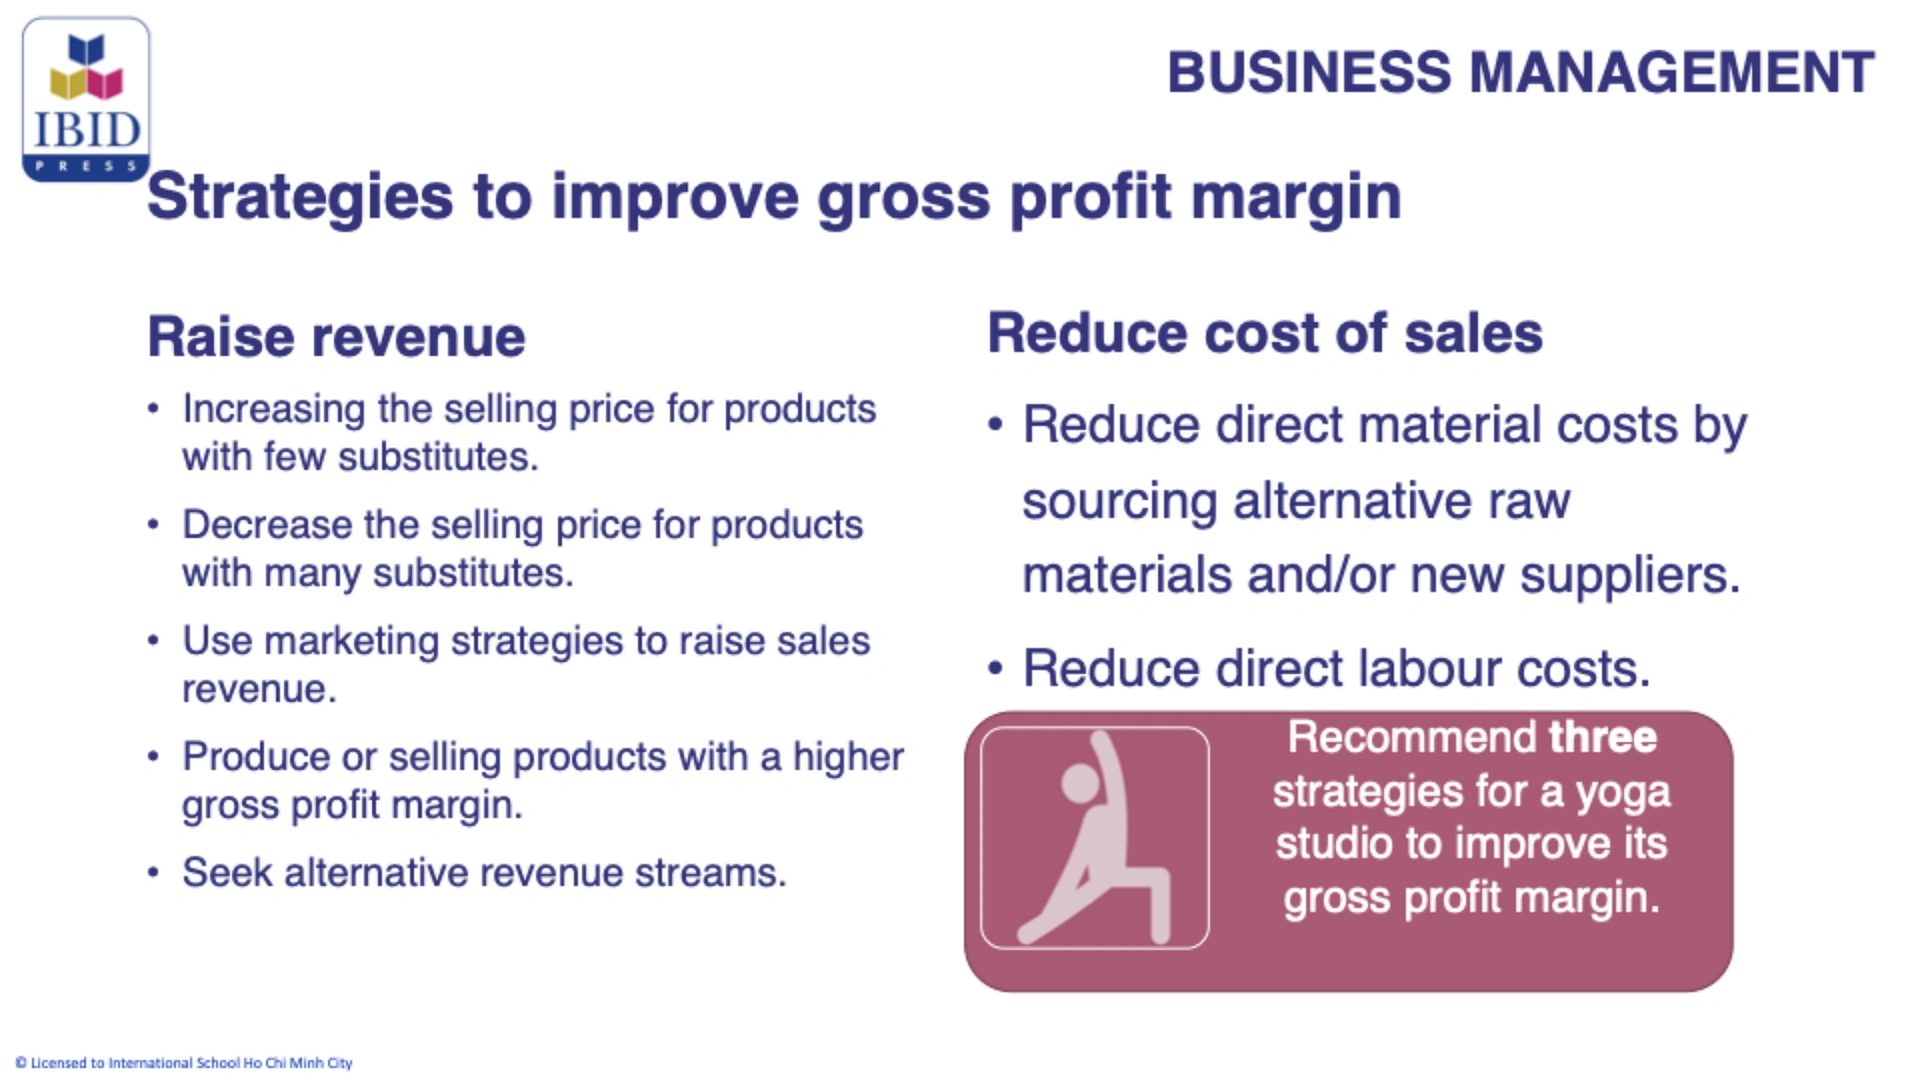 IBID
PRESS
BUSINESS MANAGEMENT
Strategies to improve gross profit margin
Raise revenue
• Increasing the selling price for products
with few substitutes.
• Decrease the selling price for products
with many substitutes.
• Use marketing strategies to raise sales
revenue.
• Produce or selling products with a higher
gross profit margin.
• Seek alternative revenue streams.
Reduce cost of sales
• Reduce direct material costs by
sourcing alternative raw
materials and/or new suppliers.
• Reduce direct labour costs.
Recommend three
strategies for a yoga
studio to improve its
gross profit margin.
© Licensed to International School Ho Chi Minh City